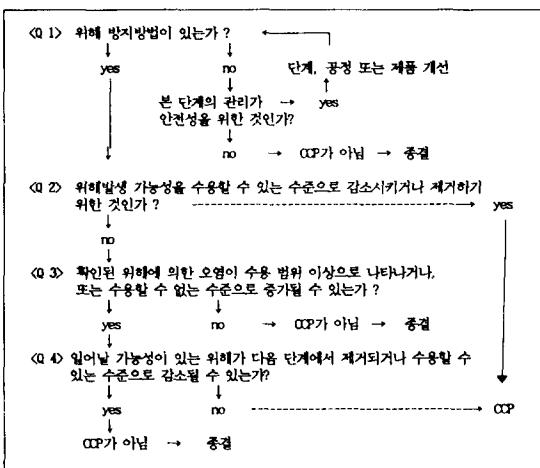 <Q 1> 위해 방지방법이 있는가 ?
yes no 단계, 공정 또는 제품 개선
본 단계의 관리가 → yes
안전성을 위한 것인가?
no → CCP가 아님 → 종결
<Q 2> 위해발생 가능성을 수용할 수 있는 수준으로 감소시키거나 제거하기
위한 것인가 ? yes
no
<Q 3> 확인된 위해에 의한 오염이 수용 범위 이상으로 나타나거나,
또는 수용할 수 없는 수준으로 증가될 수 있는가 ?
yes no → CCP가 아님 → 종결
<Q 4> 일어날 가능성이 있는 위해가 다음 단계에서 제거되거나 수용할 수
있는 수준으로 감소될 수 있는가?
yes no CCP
CCP가 아님 → 종결